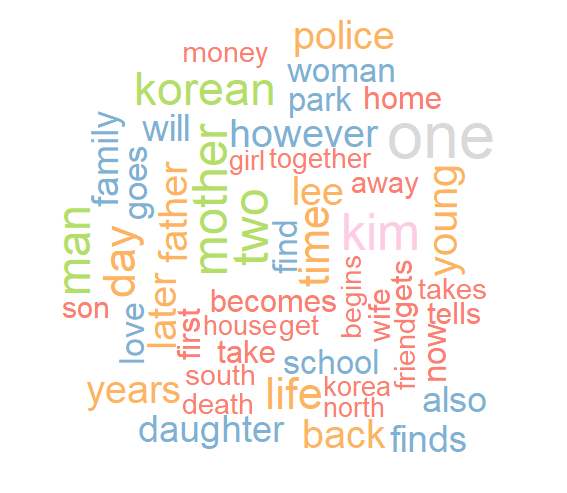 police
money
woman
korean
park
home
family
will
however
one
goes
mother
girl
together
father
two
lee
away
young
man
day
find
time
kim
later
son
love
first
becomes
begins
wife
gets
takes
house
get
friend
now
tells
take
school
south
years
life
korea
death
north
also
daughter
back
finds